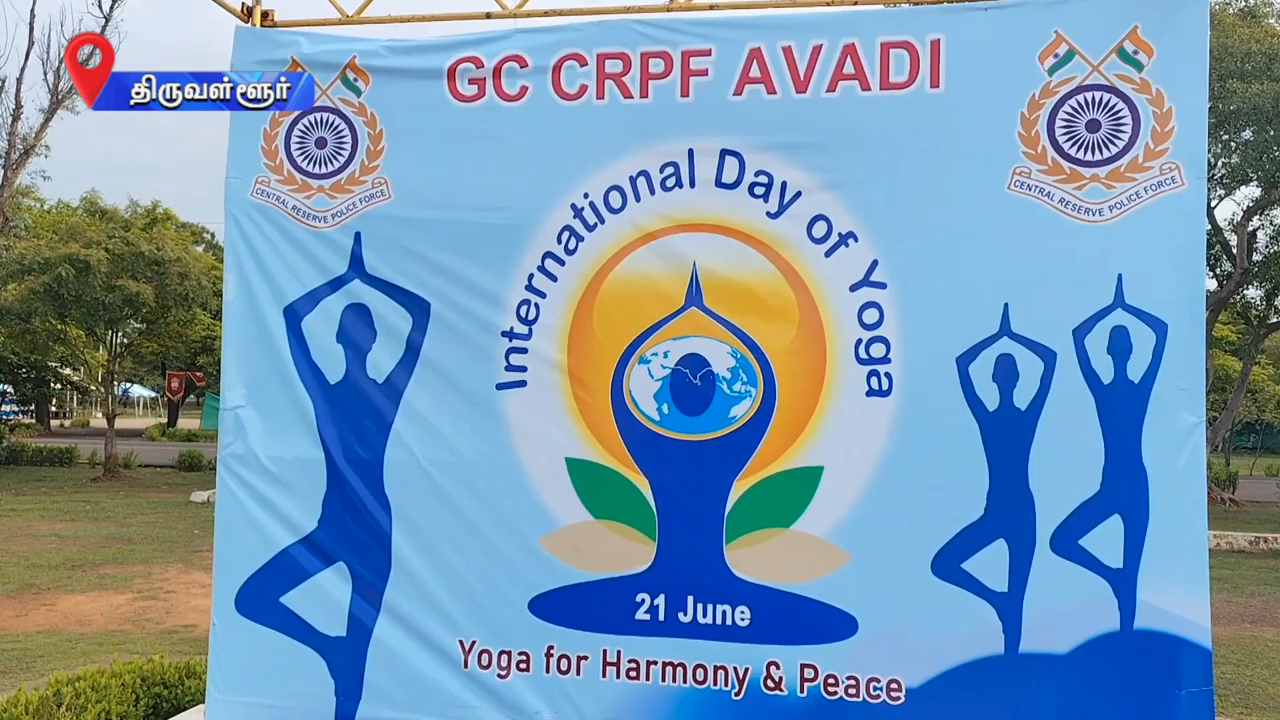 திருவள்ளூர்
GC CRPF AVADI
CENTRAL RESERVE POLICE FORCE
CENTRAL RESERVE POLICE FORCE
International Day of Yoga
21 June
Yoga for Harmony & Peace